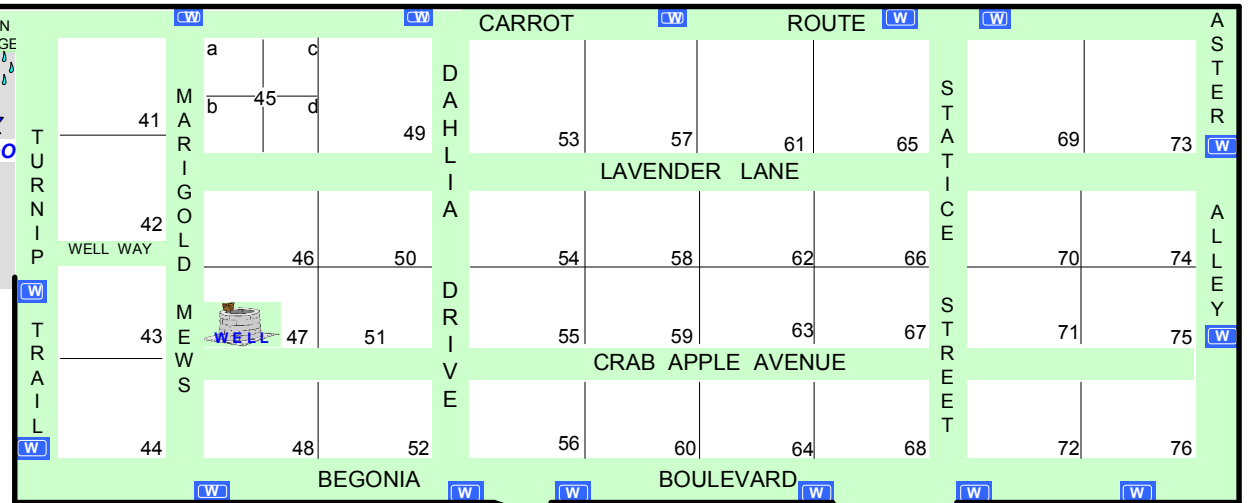 W W CARROT W ROUTE W W
N
GE
O
TURNIP TRAIL
MARIGOLD MEWS
DAHLIA DRIVE
STATICE STREET
ASTER ALLEY
a c
b 45 d
41 49 53 57 61 65 69 73 W
LAVENDER LANE
42
WELL WAY
46 50 54 58 62 66 70 74
W
WELL
43 47 51 55 59 63 67 71 75 W
CRAB APPLE AVENUE
W 44 48 52 56 60 64 68 72 76
BEGONIA BOULEVARD
W W W W W W